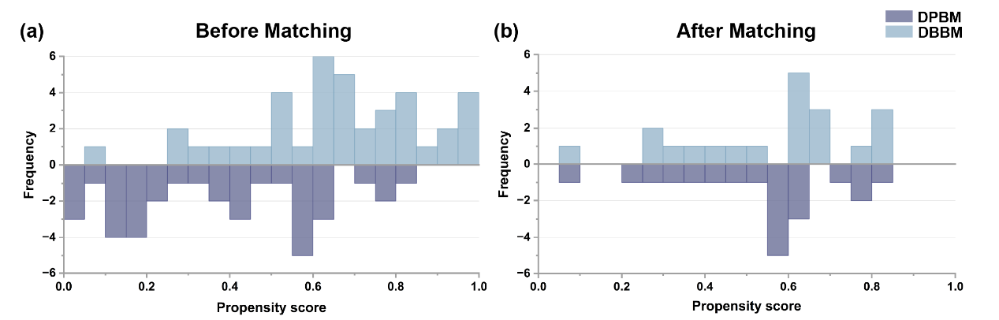 (a)
Before Matching
(b)
After Matching
DPBM
DBBM
Frequency
6
4
2
0
−2
−4
−6
0.0
0.2
0.4
0.6
0.8
1.0
Propensity score
Frequency
6
4
2
0
−2
−4
−6
0.0
0.2
0.4
0.6
0.8
1.0
Propensity score